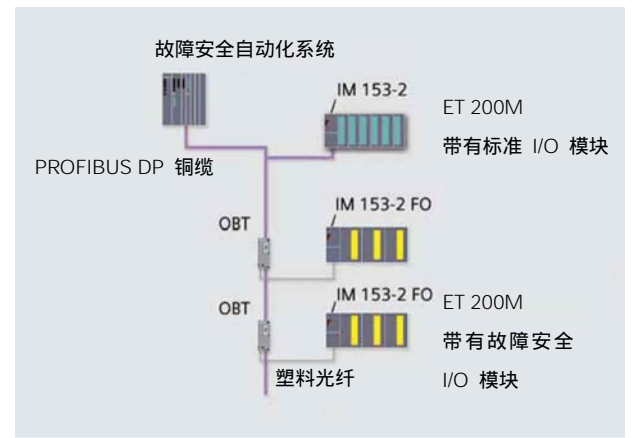 故障安全自动化系统
IM 153-2
ET 200M
带有标准 I/O 模块
PROFIBUS DP 铜缆
IM 153-2 FO
OBT
IM 153-2 FO
OBT
ET 200M
带有故障安全
I/O 模块
塑料光纤